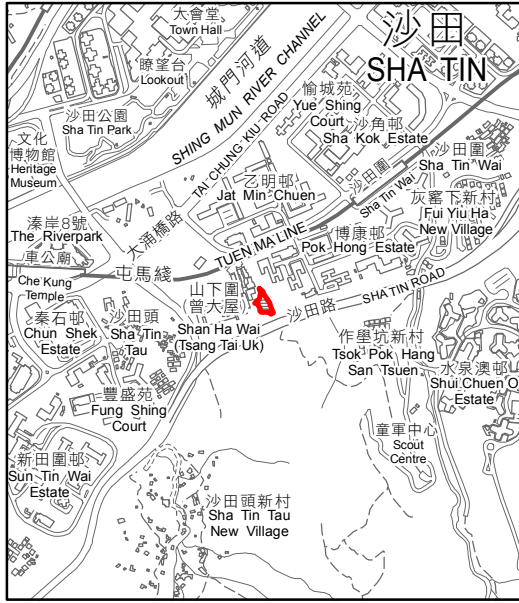 大會堂
Town Hall
沙田
SHA TIN
瞭望台
Lookout
城門河道
SHING MUN RIVER CHANNEL
愉城苑
Yue Shing
Court
沙田公園
Sha Tin Park
TAI CHUNG KIU ROAD
大涌橋路
沙角邨
Sha Kok Estate
文化
博物館
Heritage
Museum
沙田圍
Sha Tin Wai
沙田圍
Sha Tin Wai
乙明邨
Jat Min Chuen
灰窰下新村
Fui Yiu Ha
New Village
溱岸8號
The Riverpark
博康邨
Pok Hong Estate
TUEN MA LINE
屯馬綫
車公廟
Che Kung
Temple
山下圍
(曾大屋)
Shan Ha Wai
(Tsang Tai Uk)
沙田路
SHA TIN ROAD
秦石邨
Chun Shek
Estate
沙田頭
Sha Tin
Tau
作壆坑新村
Tsok Pok Hang
San Tsuen
水泉澳邨
Shui Chuen O
Estate
豐盛苑
Fung Shing
Court
童軍中心
Scout
Centre
新田圍邨
Sun Tin Wai
Estate
沙田頭新村
Sha Tin Tau
New Village